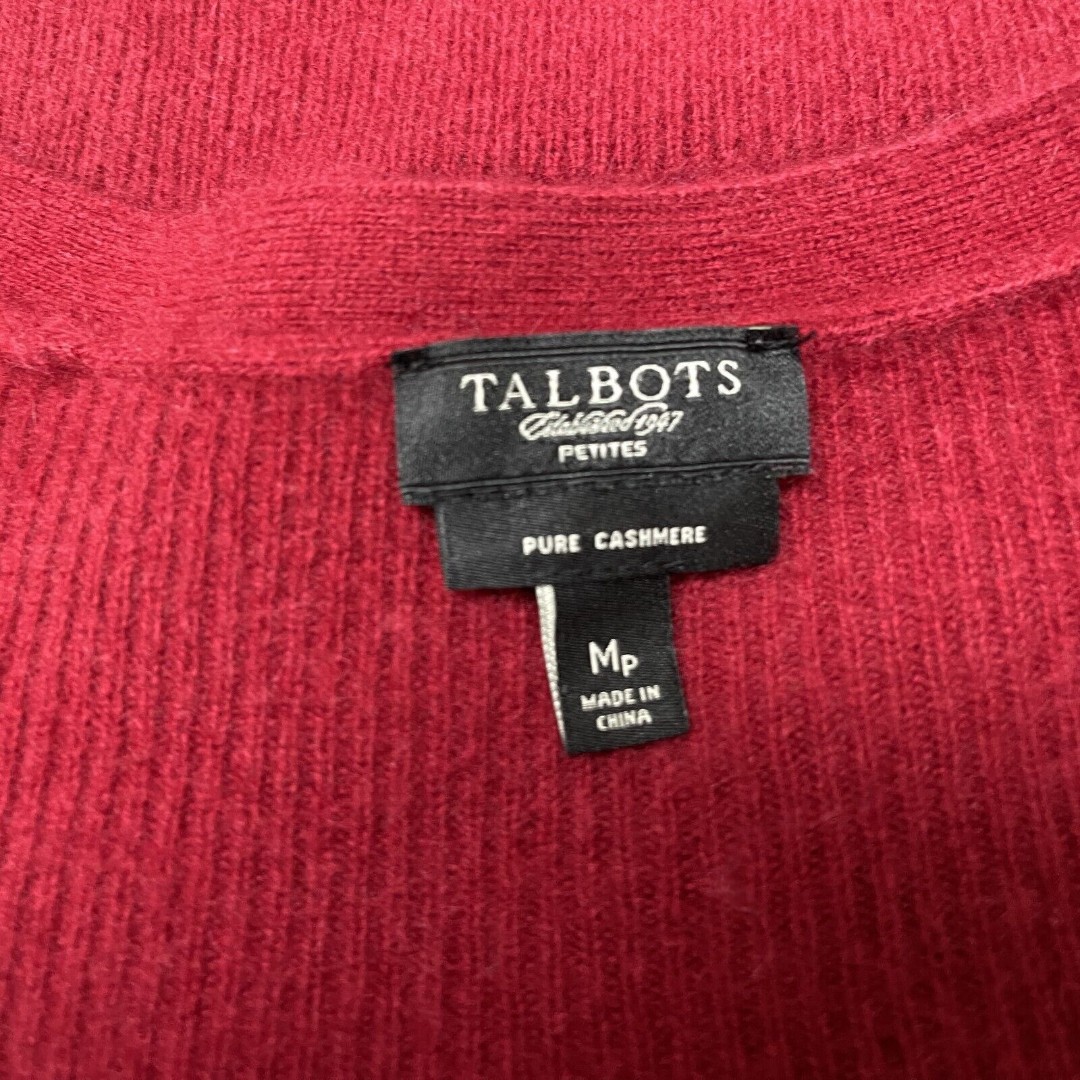 TALBOTS
Established 1947
PETITES
PURE CASHMERE
MP
MADE IN
CHINA